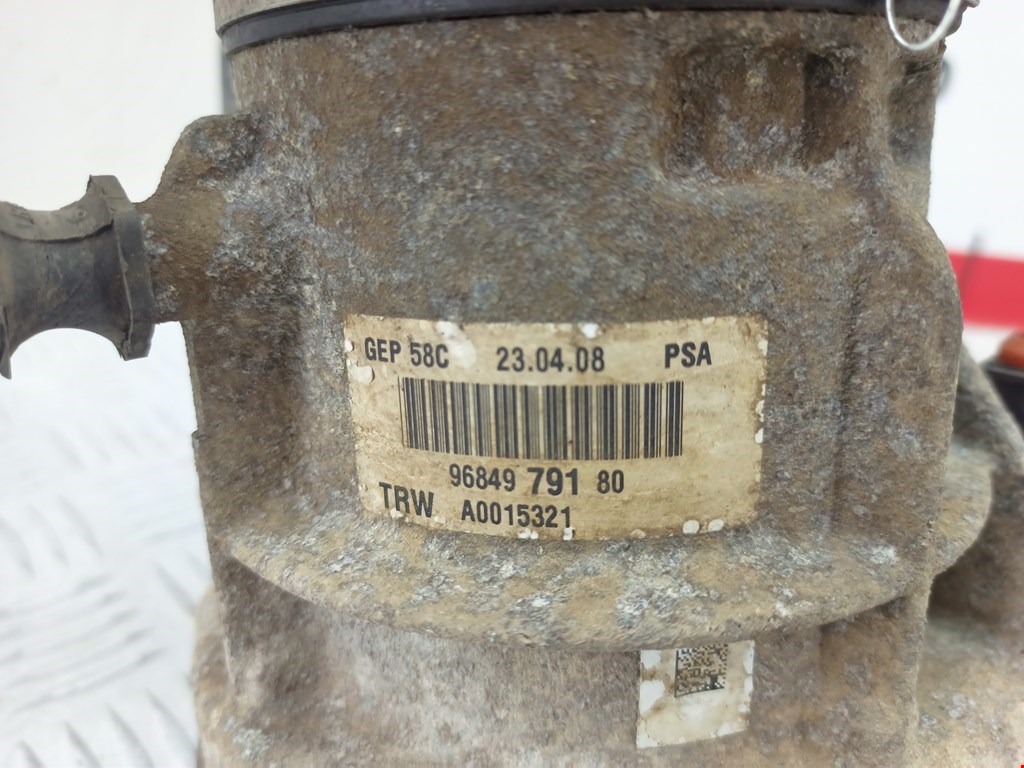 GEP 58C 23.04.08 PSA
96849 791 80
TRW A0015321